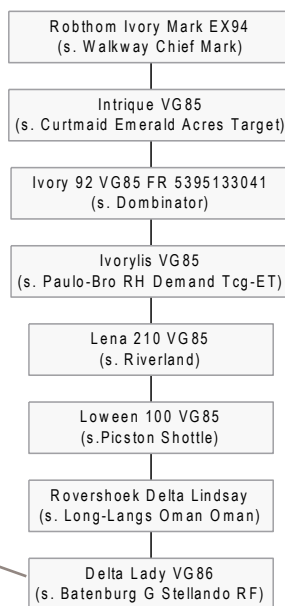 Robthom Ivory Mark EX94
(s. Walkway Chief Mark)
Intrique VG85
(s. Curtmaid Emerald Acres Target)
Ivory 92 VG85 FR 5395133041
(s. Dombinator)
Ivorylis VG85
(s. Paulo-Bro RH Demand Tcg-ET)
Lena 210 VG85
(s. Riverland)
Loween 100 VG85
(s.Picston Shottle)
Rovershoek Delta Lindsay
(s. Long-Langs Oman Oman)
Delta Lady VG86
(s. Batenburg G Stellando RF)